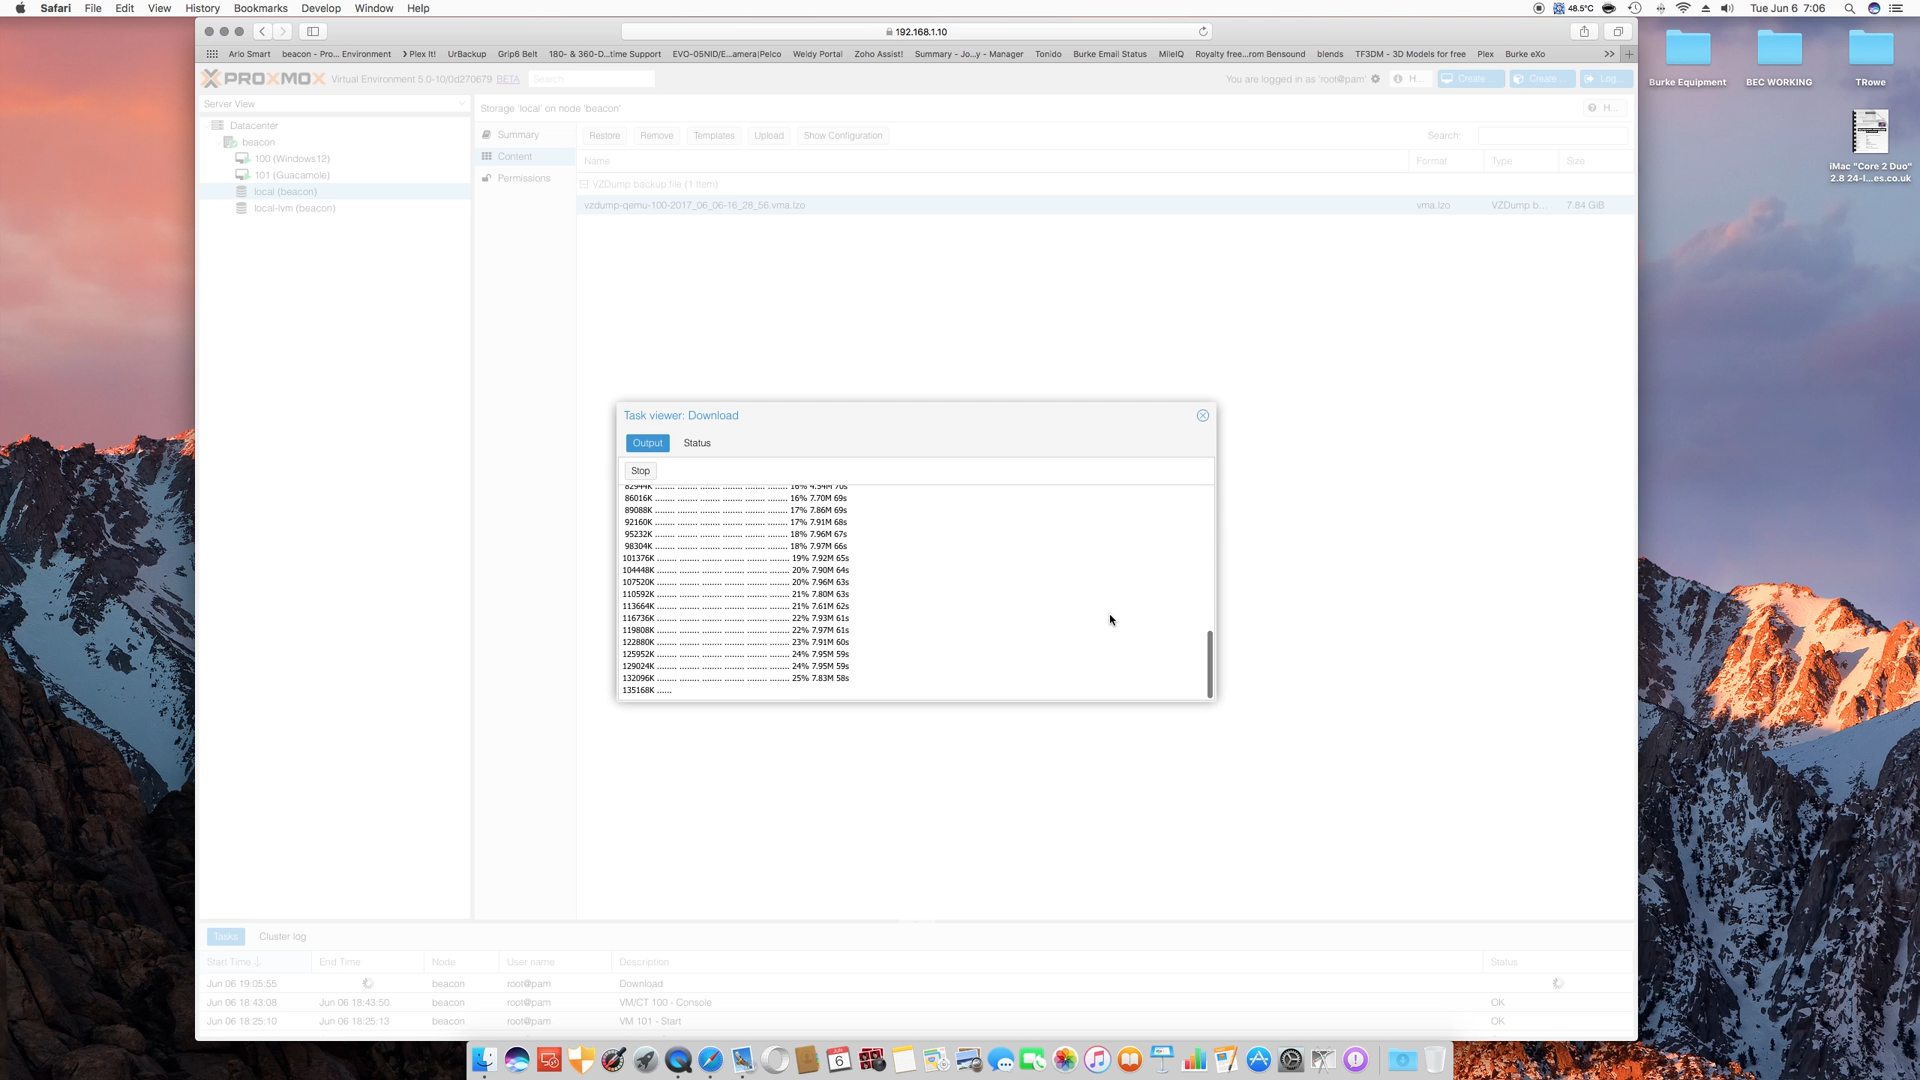 Safari File Edit View History Bookmarks Develop Window Help 48.5°C Tue Jun 6 7:06
192.168.1.10
Arlo Smart beacon - Pro... Environment > Plex It! UrBackup Grip6 Belt 180- & 360-D...time Support EVO-05NID/E...amera|Pelco Weldy Portal Zoho Assist! Summary - Jo...y - Manager Tonido Burke Email Status MileIQ Royalty free...rom Bensound blends TF3DM - 3D Models for free Plex Burke eXo >> +
PROXMOX Virtual Environment 5.0-10/0d270679 BETA Search You are logged in as 'root@pam' H... Create ... Create ... Log...
Server View
Storage 'local' on node 'beacon' H...
Datacenter
beacon
100 (Windows12)
101 (Guacamole)
local (beacon)
local-lvm (beacon)
Summary
Content
Permissions
Restore Remove Templates Upload Show Configuration Search:
Name Format Type Size
VZDump backup file (1 Item)
vzdump-qemu-100-2017_06_06-16_28_56.vma.lzo vma.lzo VZDump b... 7.84 GiB
Task viewer: Download
Output Status
Stop
82944K ........ ........ ........ ........ ........ ........ 16% 4.54M 70s
86016K ........ ........ ........ ........ ........ ........ 16% 7.70M 69s
89088K ........ ........ ........ ........ ........ ........ 17% 7.86M 69s
92160K ........ ........ ........ ........ ........ ........ 17% 7.91M 68s
95232K ........ ........ ........ ........ ........ ........ 18% 7.96M 67s
98304K ........ ........ ........ ........ ........ ........ 18% 7.97M 66s
101376K ........ ........ ........ ........ ........ ........ 19% 7.92M 65s
104448K ........ ........ ........ ........ ........ ........ 20% 7.90M 64s
107520K ........ ........ ........ ........ ........ ........ 20% 7.96M 63s
110592K ........ ........ ........ ........ ........ ........ 21% 7.80M 63s
113664K ........ ........ ........ ........ ........ ........ 21% 7.61M 62s
116736K ........ ........ ........ ........ ........ ........ 22% 7.93M 61s
119808K ........ ........ ........ ........ ........ ........ 22% 7.97M 61s
122880K ........ ........ ........ ........ ........ ........ 23% 7.91M 60s
125952K ........ ........ ........ ........ ........ ........ 24% 7.95M 59s
129024K ........ ........ ........ ........ ........ ........ 24% 7.95M 59s
132096K ........ ........ ........ ........ ........ ........ 25% 7.83M 58s
135168K ......
Tasks Cluster log
Start Time End Time Node User name Description Status
Jun 06 19:05:55 beacon root@pam Download
Jun 06 18:43:08 Jun 06 18:43:50 beacon root@pam VM/CT 100 - Console OK
Jun 06 18:25:10 Jun 06 18:25:13 beacon root@pam VM 101 - Start OK
Burke Equipment
BEC WORKING
TRowe
iMac "Core 2 Duo"
2.8 24-I...es.co.uk
6